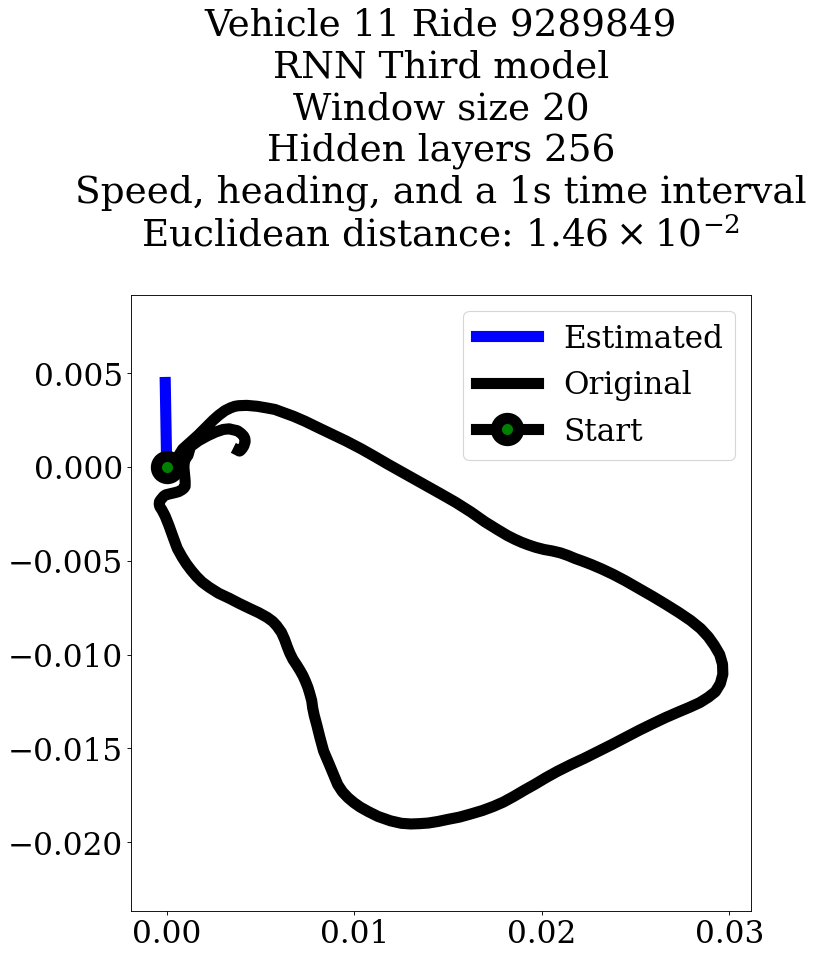 Vehicle 11 Ride 9289849
RNN Third model
Window size 20
Hidden layers 256
Speed, heading, and a 1s time interval
Euclidean distance: 1.46 × 10⁻²
Estimated
Original
Start
0.005
0.000
−0.005
−0.010
−0.015
−0.020
0.00 0.01 0.02 0.03